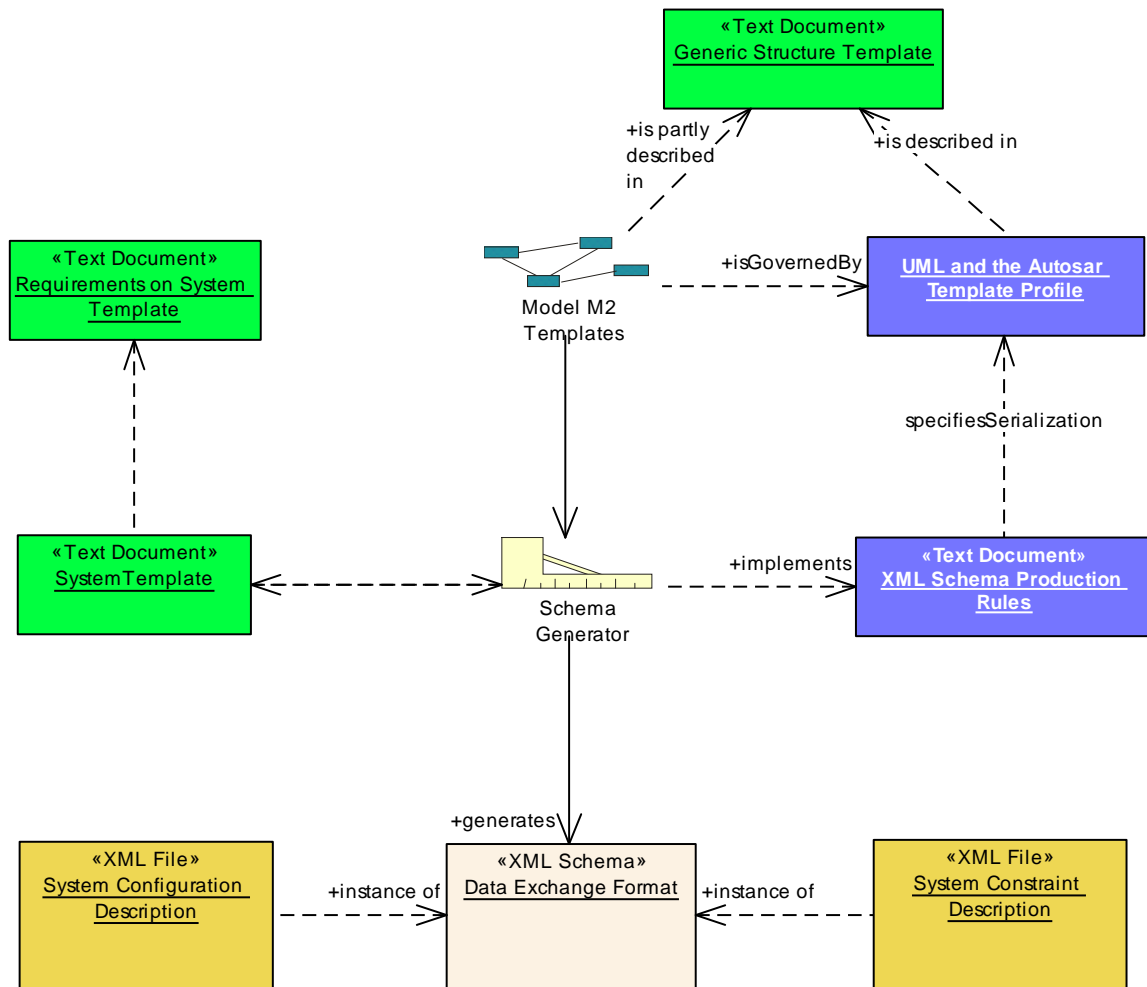 «Text Document»
Generic Structure Template
+is partly
described
in
+is described in
«Text Document»
Requirements on System
Template
Model M2
Templates
+isGovernedBy
UML and the Autosar
Template Profile
specifiesSerialization
«Text Document»
SystemTemplate
Schema
Generator
+implements
«Text Document»
XML Schema Production
Rules
+generates
«XML File»
System Configuration
Description
+instance of
«XML Schema»
Data Exchange Format
+instance of
«XML File»
System Constraint
Description